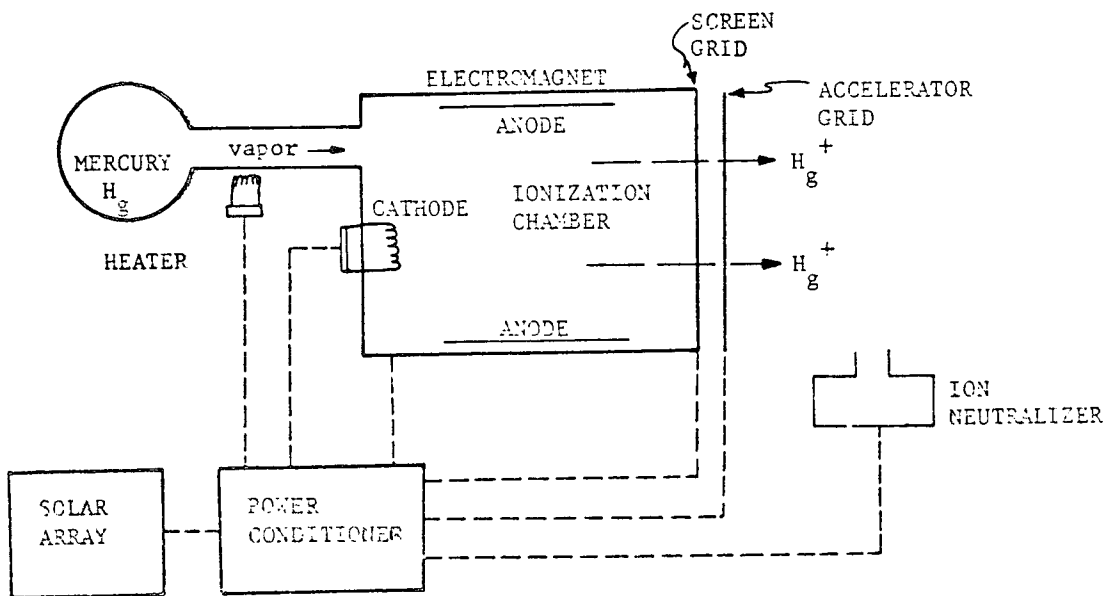 SCREEN
GRID
ELECTROMAGNET
ACCELERATOR
GRID
ANODE
MERCURY
Hg
vapor
Hg+
IONIZATION
CHAMBER
CATHODE
HEATER
Hg+
ANODE
ION
NEUTRALIZER
SOLAR
ARRAY
POWER
CONDITIONER